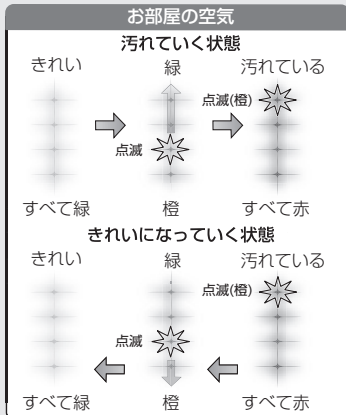 お部屋の空気
汚れていく状態
きれい 緑 汚れている
点滅(橙)
点滅
すべて緑 橙 すべて赤
きれいになっていく状態
きれい 緑 汚れている
点滅(橙)
点滅
すべて緑 橙 すべて赤